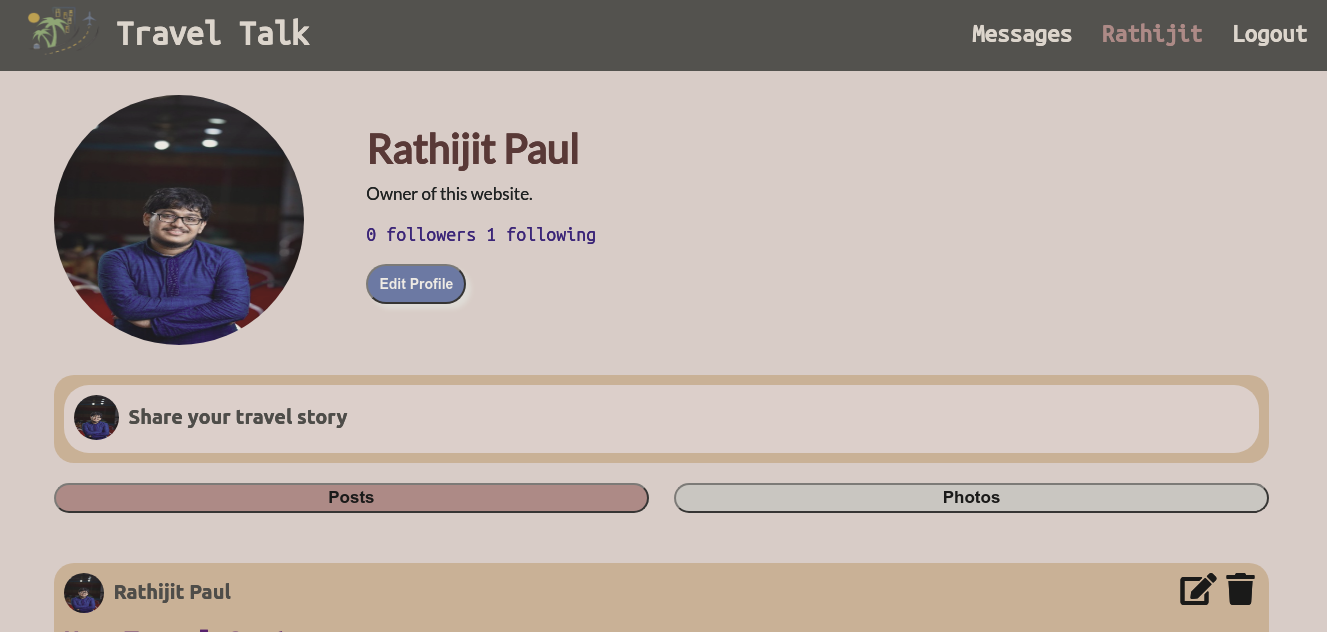 Travel Talk
Messages Rathijit Logout
Rathijit Paul
Owner of this website.
0 followers 1 following
Edit Profile
Share your travel story
Posts Photos
Rathijit Paul